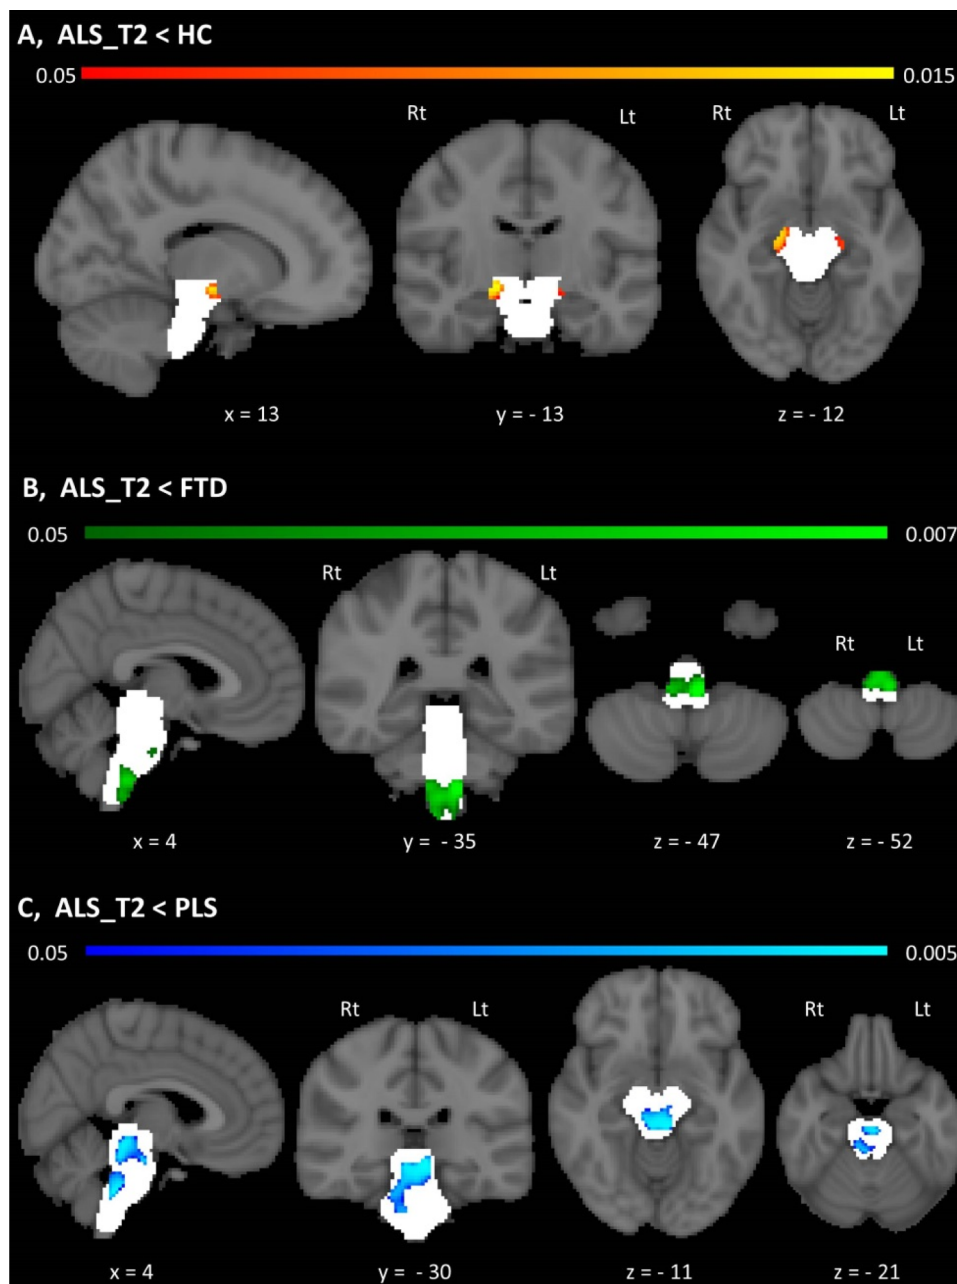 A, ALS_T2 < HC
0.05 0.015
Rt Lt Rt Lt
x = 13 y = - 13 z = - 12
B, ALS_T2 < FTD
0.05 0.007
Rt Lt Rt Lt
x = 4 y = - 35 z = - 47 z = - 52
C, ALS_T2 < PLS
0.05 0.005
Rt Lt Rt Lt
x = 4 y = - 30 z = - 11 z = - 21